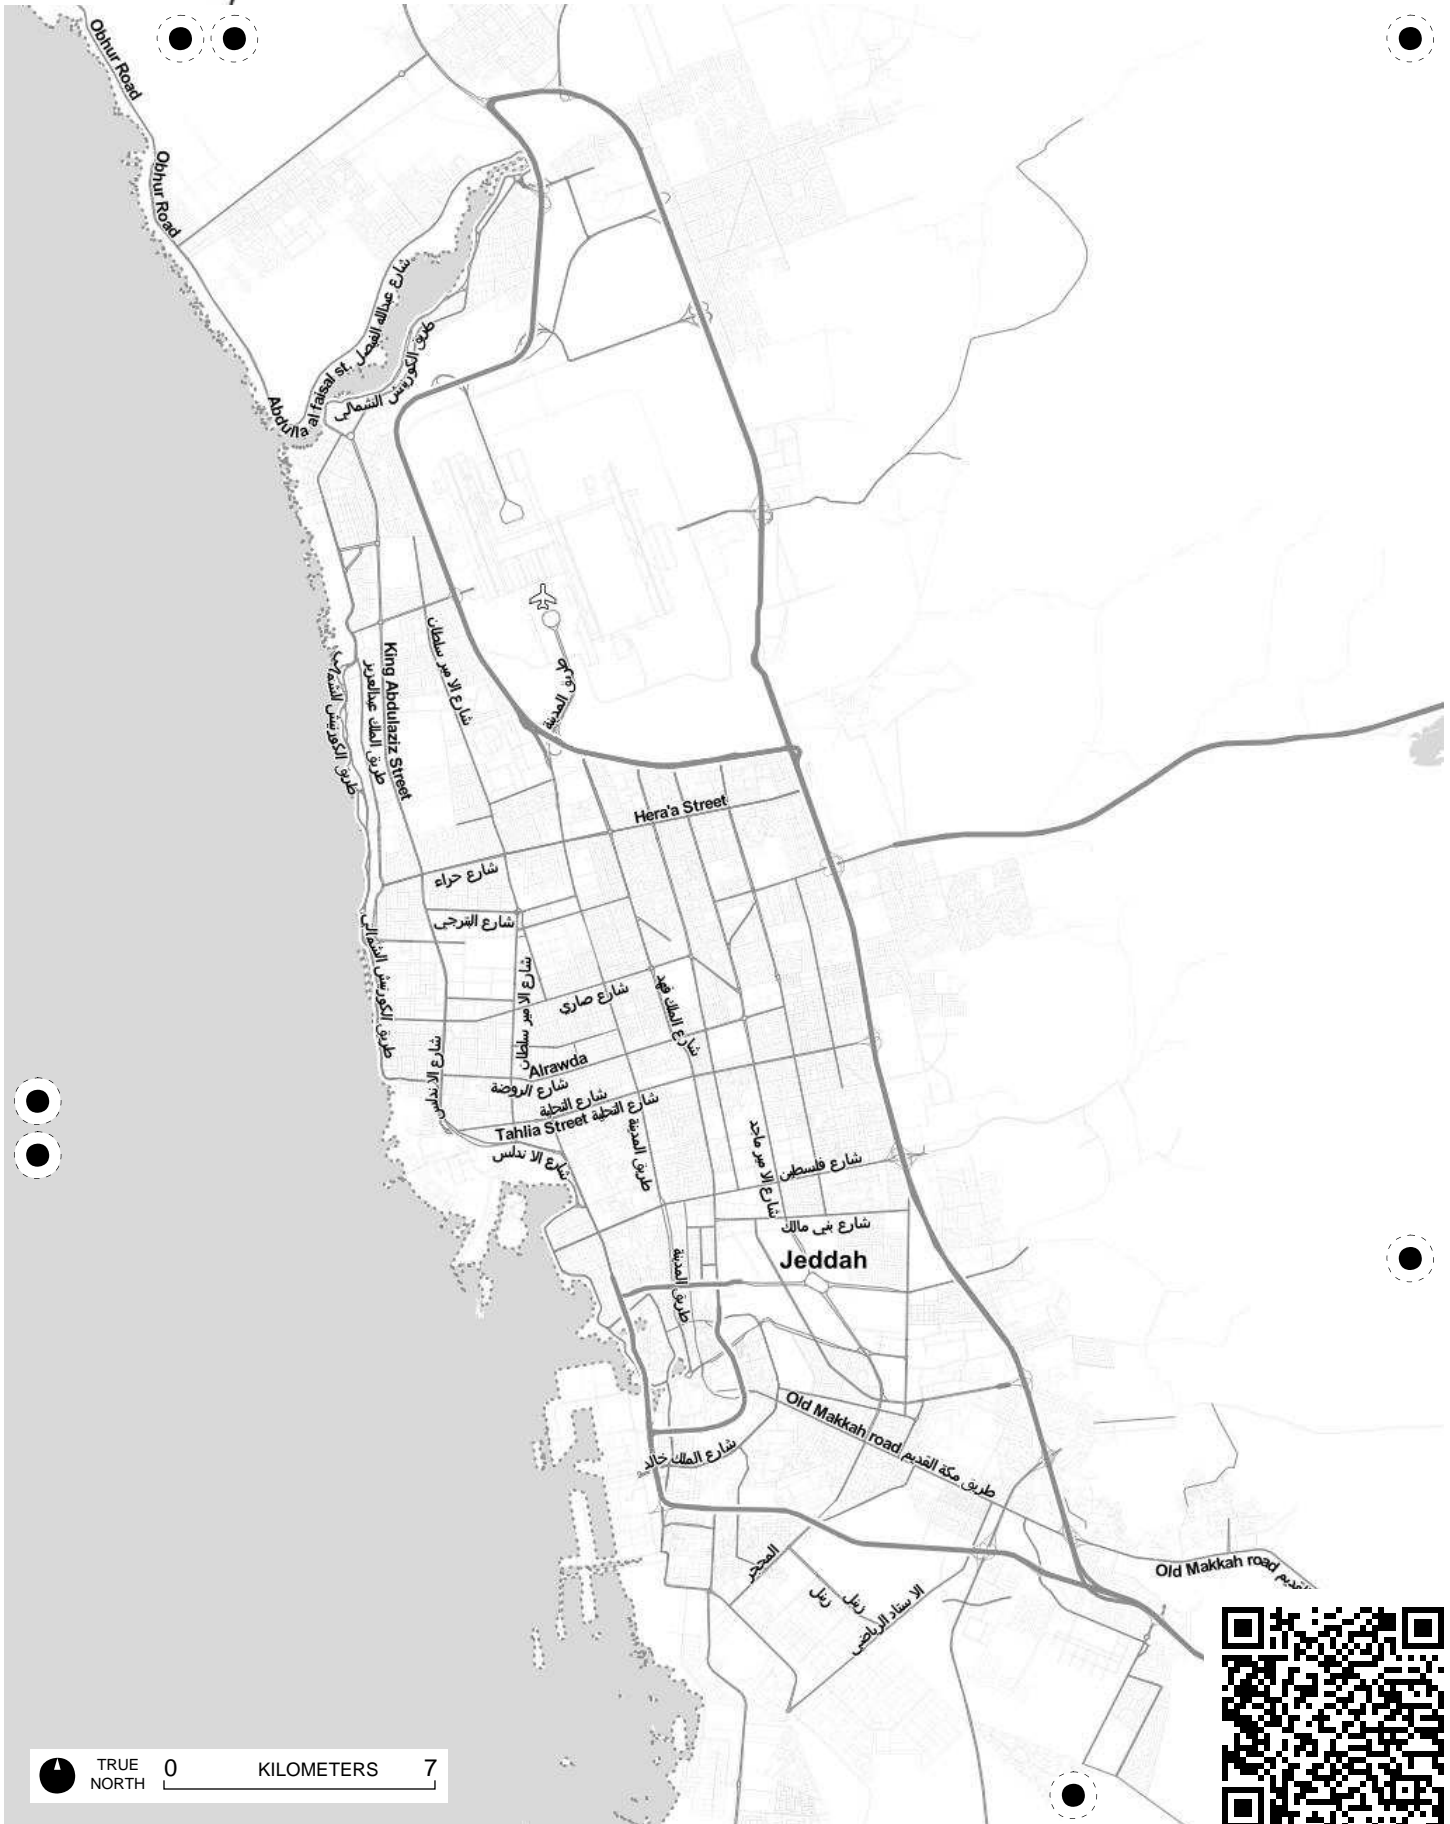 Obhur Road
Obhur Road
شارع عبدالله الفيصل
Abdulla al faisal st.
طريق الكورنيش الشمالي
شارع الامير سلطان
King Abdulaziz Street
طريق الملك عبدالعزيز
طريق الكورنيش الشمالي
طريق المدينة
Hera'a Street
شارع حراء
شارع الترجي
طريق الكورنيش الشمالي
شارع الامير سلطان
شارع صاري
شارع الملك فهد
شارع الاندلس
Alrawda
شارع الروضة
شارع التحلية
Tahlia Street شارع التحلية
شارع الاندلس
طريق المدينة
شارع الامير ماجد
شارع فلسطين
شارع بني مالك
Jeddah
طريق المدينة
Old Makkah road طريق مكة القديم
شارع الملك خالد
المحجر
زينل
زينل
الاستاد الرياضي
Old Makkah road
TRUE NORTH
0 KILOMETERS 7